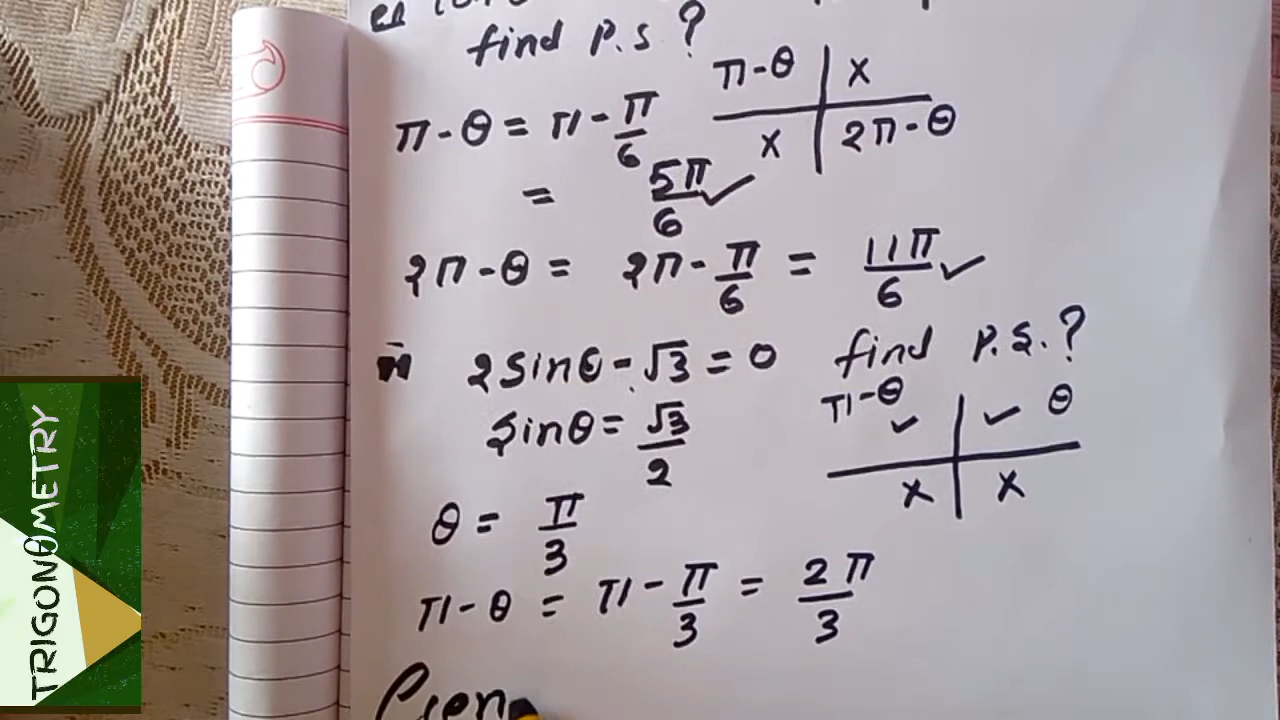 find P.S ?
π-θ = π - π/6
π-θ | x
x | 2π-θ
= 5π/6 ✓
2π-θ = 2π - π/6 = 11π/6 ✓
2sinθ - √3 = 0 find P.S. ?
sinθ = √3/2
π-θ ✓ | ✓ θ
x | x
θ = π/3
π-θ = π - π/3 = 2π/3
TRIGONθMETRY